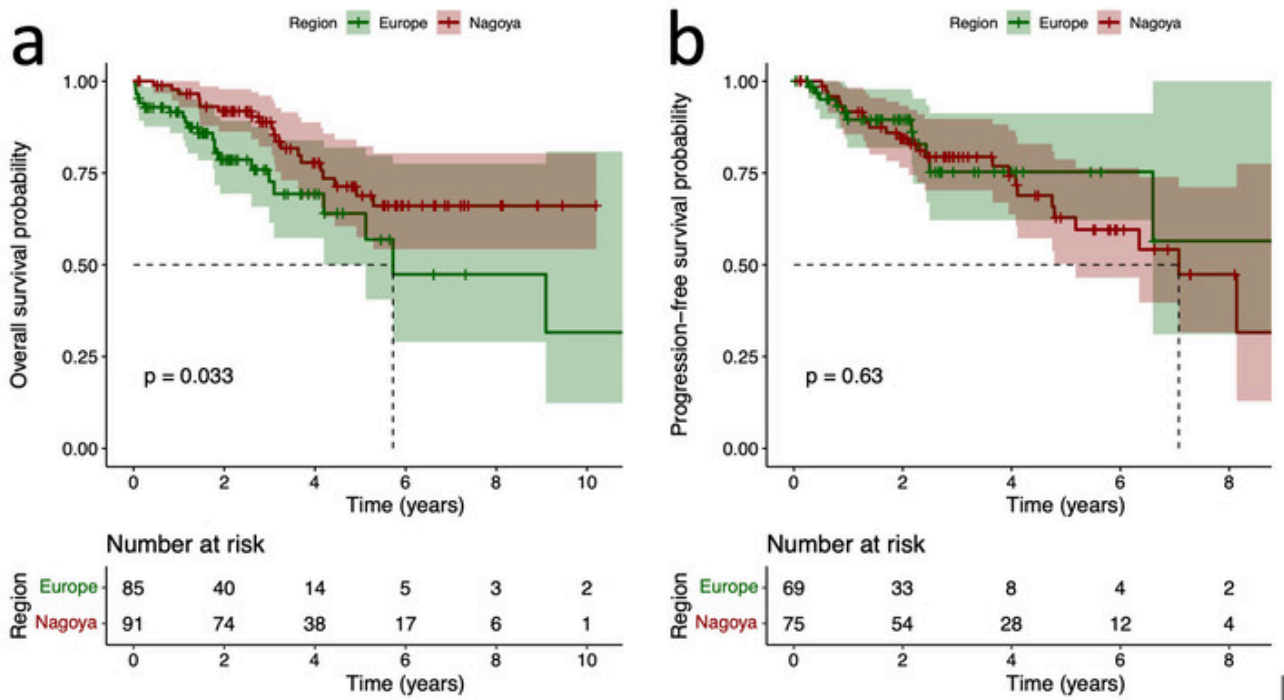 a
Region Europe Nagoya
Overall survival probability
1.00
0.75
0.50
0.25
0.00
p = 0.033
0 2 4 6 8 10
Time (years)
Number at risk
Region
Europe 85 40 14 5 3 2
Nagoya 91 74 38 17 6 1
0 2 4 6 8 10
Time (years)
b
Region Europe Nagoya
Progression-free survival probability
1.00
0.75
0.50
0.25
0.00
p = 0.63
0 2 4 6 8
Time (years)
Number at risk
Region
Europe 69 33 8 4 2
Nagoya 75 54 28 12 4
0 2 4 6 8
Time (years)